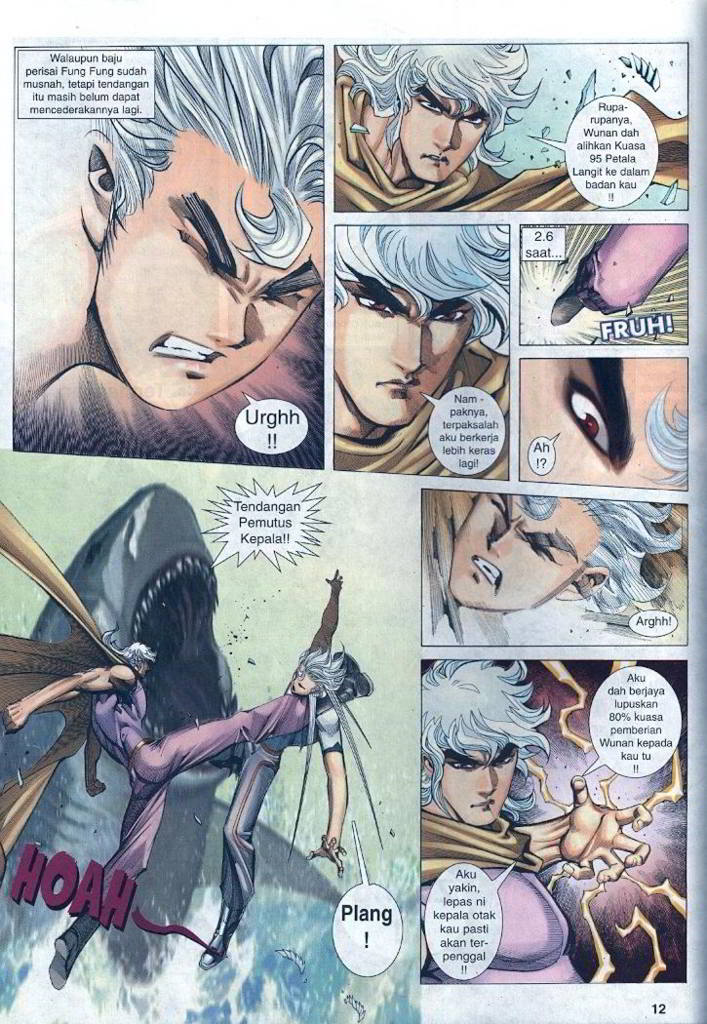 Walaupun baju
perisai Fung Fung sudah
musnah, tetapi tendangan
itu masih belum dapat
mencederakannya lagi.
Urghh
!!
Rupa-
rupanya,
Wunan dah
alihkan Kuasa
95 Petala
Langit ke dalam
badan kau
!!
Nam -
paknya,
terpaksalah
aku berkerja
lebih keras
lagi!
2.6
saat...
FRUH!
Ah
!?
Tendangan
Pemutus
Kepala!!
HOAH
Plang
!
Arghh!
Aku
dah berjaya
lupuskan
80% kuasa
pemberian
Wunan kepada
kau tu
!!
Aku
yakin,
lepas ni
kepala otak
kau pasti
akan ter-
penggal
!!
12